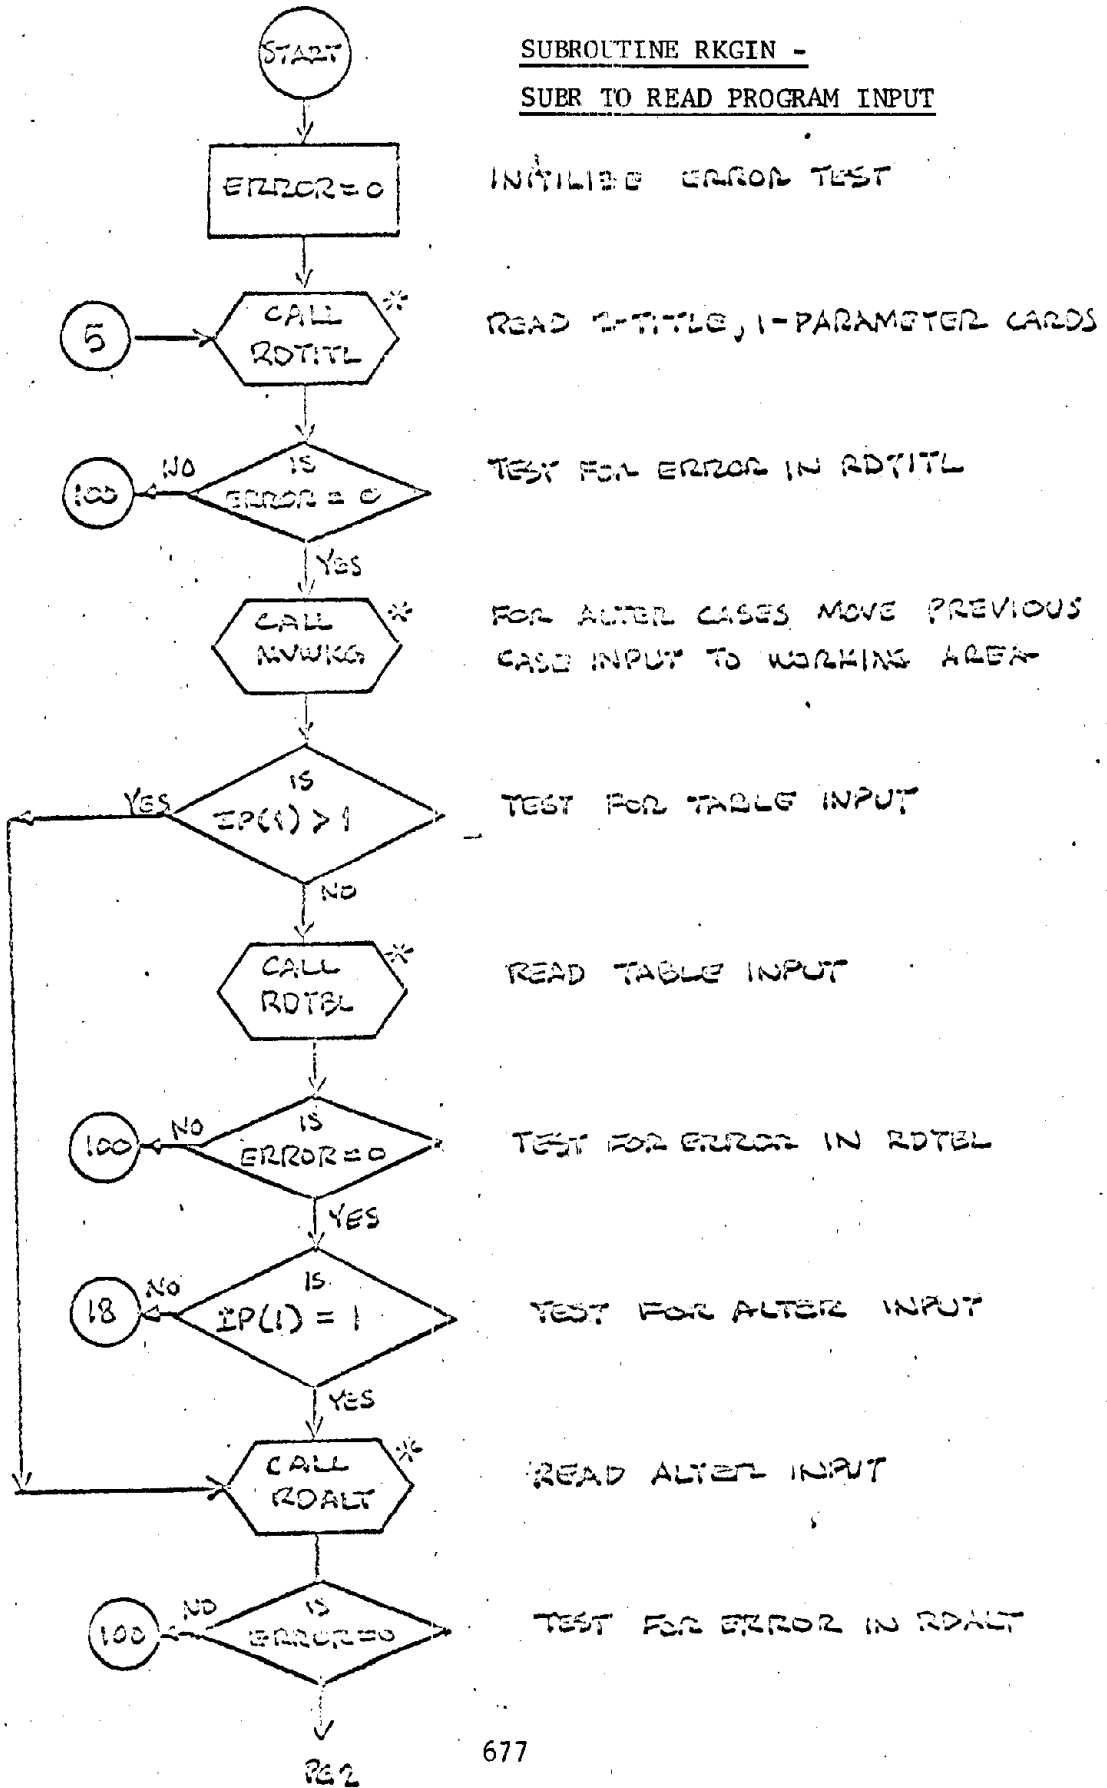 START
SUBROUTINE RKGIN -
SUBR TO READ PROGRAM INPUT
ERROR = 0
INITILIZE ERROR TEST
5
CALL *
RDTITL
READ 2-TITLE, 1-PARAMETER CARDS
100
NO
IS
ERROR = 0
TEST FOR ERROR IN RDTITL
YES
CALL *
MVWKG
FOR ALTER CASES MOVE PREVIOUS
CASE INPUT TO WORKING AREA
YES
IS
IP(1) > 1
TEST FOR TABLE INPUT
NO
CALL *
RDTBL
READ TABLE INPUT
100
NO
IS
ERROR = 0
TEST FOR ERROR IN RDTBL
YES
18
NO
IS
IP(1) = 1
TEST FOR ALTER INPUT
YES
CALL *
RDALT
READ ALTER INPUT
100
NO
IS
ERROR = 0
TEST FOR ERROR IN RDALT
677
PG 2